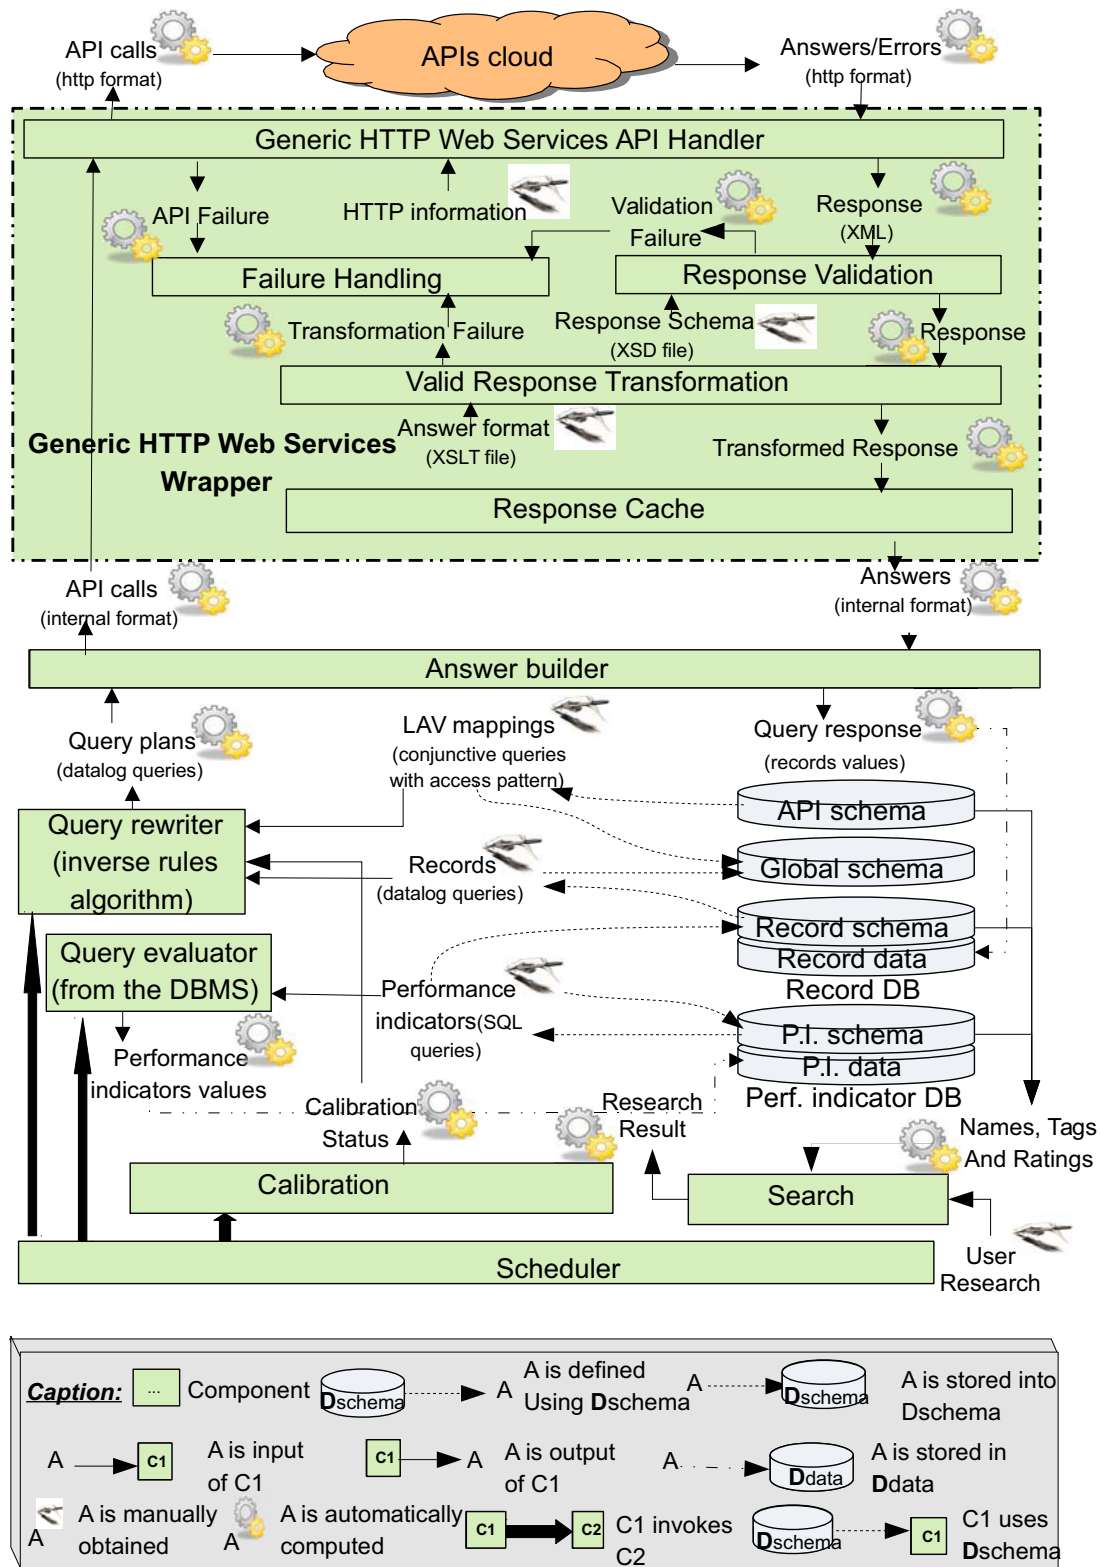 API calls
(http format)
APIs cloud
Answers/Errors
(http format)
Generic HTTP Web Services API Handler
API Failure
HTTP information
Validation
Failure
Response
(XML)
Failure Handling
Response Validation
Transformation Failure
Response Schema
(XSD file)
Response
Valid Response Transformation
Generic HTTP Web Services
Wrapper
Answer format
(XSLT file)
Transformed Response
Response Cache
API calls
(internal format)
Answers
(internal format)
Answer builder
Query plans
(datalog queries)
LAV mappings
(conjunctive queries
with access pattern)
Query response
(records values)
API schema
Query rewriter
(inverse rules
algorithm)
Records
(datalog queries)
Global schema
Record schema
Record data
Record DB
Query evaluator
(from the DBMS)
Performance
indicators(SQL
queries)
P.I. schema
P.I. data
Perf. indicator DB
Performance
indicators values
Calibration
Status
Research
Result
Names, Tags
And Ratings
Calibration
Search
Scheduler
User
Research
Caption:
...
Component
Dschema
A
A is defined
Using Dschema
A
Dschema
A is stored into
Dschema
A
C1
A is input
of C1
C1
A
A is output
of C1
A
Ddata
A is stored in
Ddata
A
A is manually
obtained
A
A is automatically
computed
C1
C2
C1 invokes
C2
Dschema
C1
C1 uses
Dschema